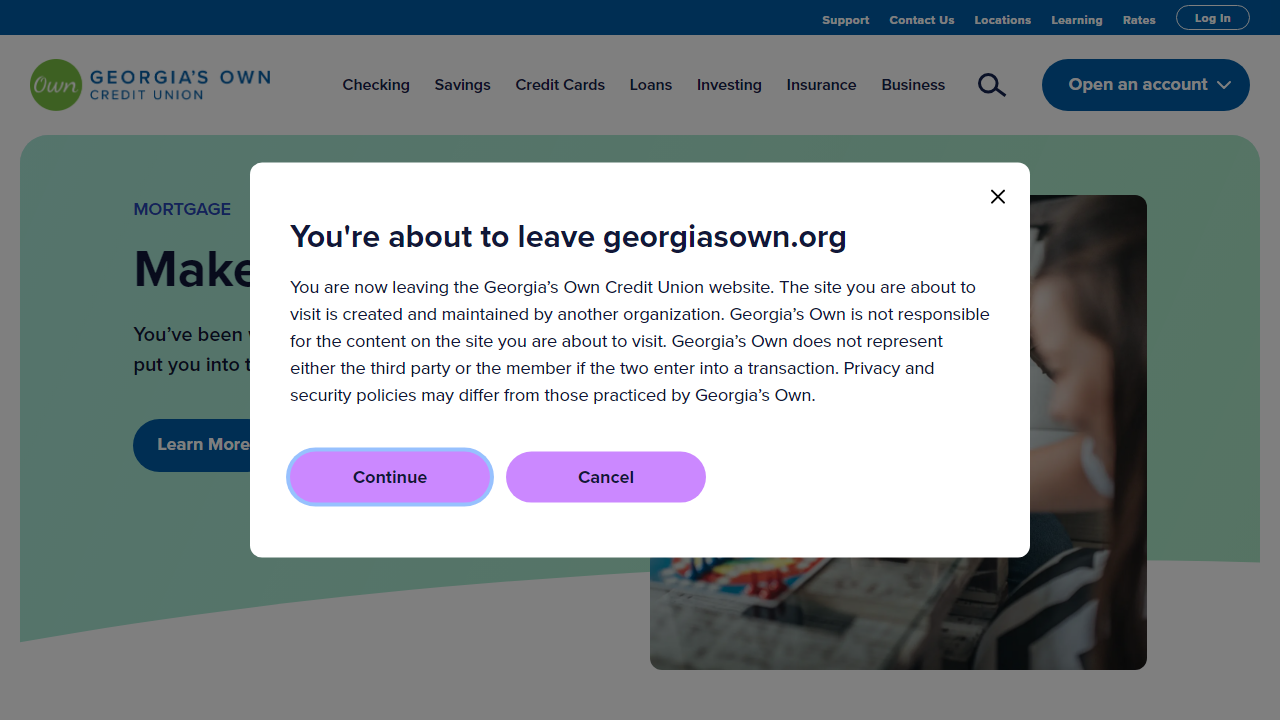 Support Contact Us Locations Learning Rates Log In
Own GEORGIA'S OWN
CREDIT UNION
Checking Savings Credit Cards Loans Investing Insurance Business Open an account
MORTGAGE
Make
You've been
put you into
Learn More
You're about to leave georgiasown.org
You are now leaving the Georgia's Own Credit Union website. The site you are about to
visit is created and maintained by another organization. Georgia's Own is not responsible
for the content on the site you are about to visit. Georgia's Own does not represent
either the third party or the member if the two enter into a transaction. Privacy and
security policies may differ from those practiced by Georgia's Own.
Continue Cancel